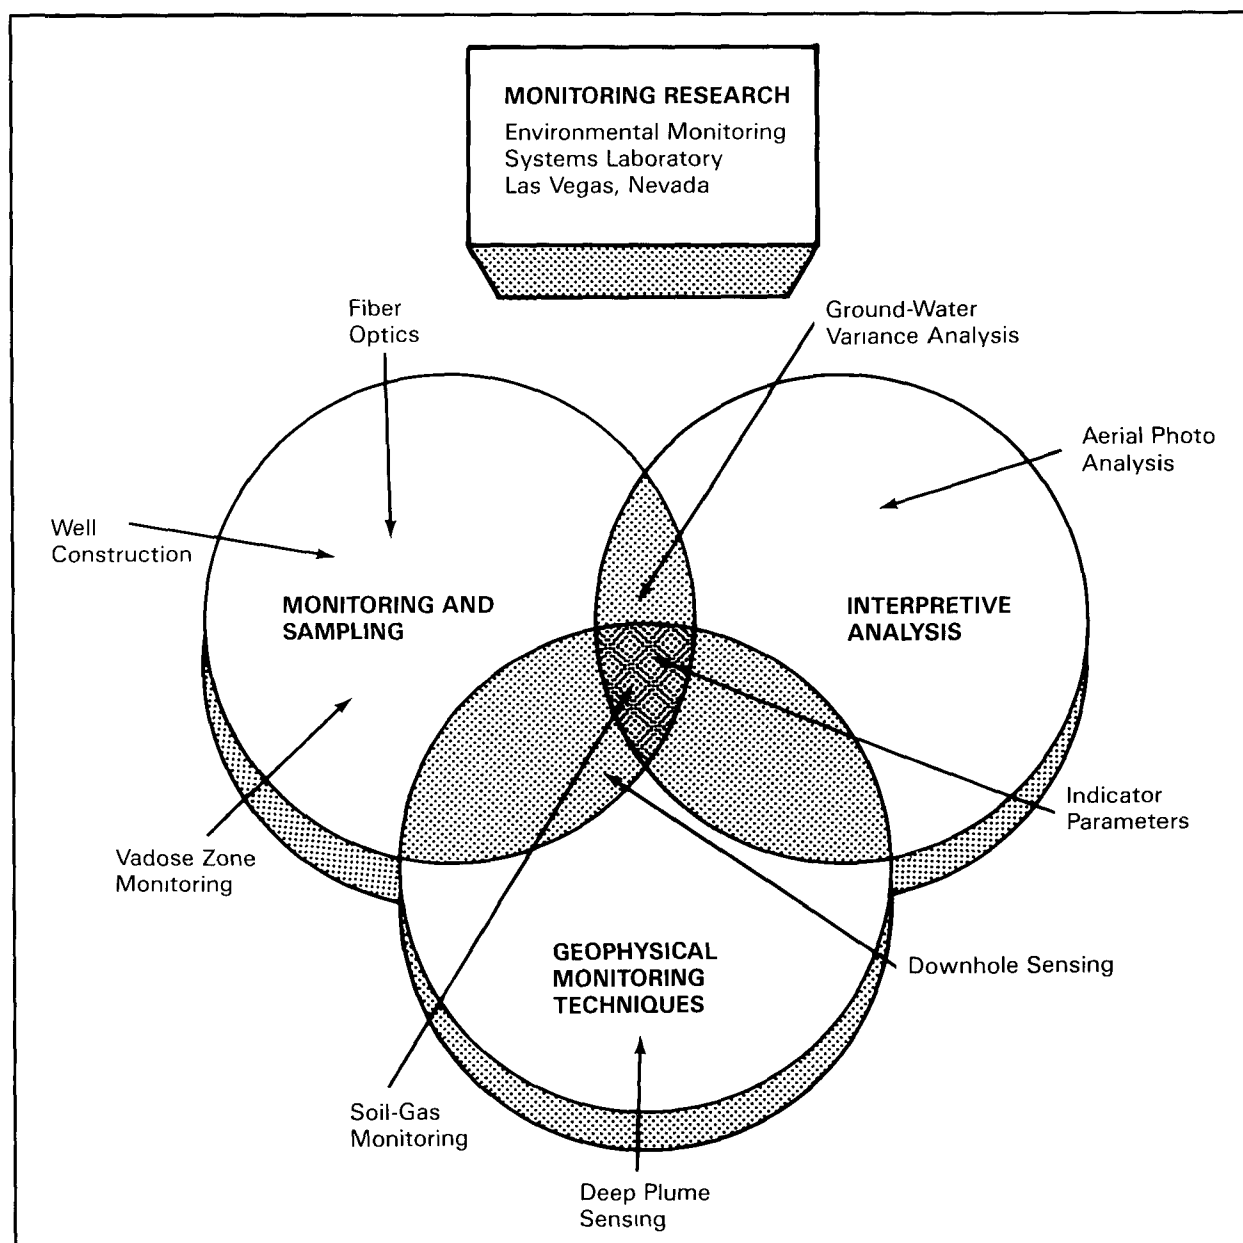 MONITORING RESEARCH
Environmental Monitoring
Systems Laboratory
Las Vegas, Nevada
Fiber
Optics
Ground-Water
Variance Analysis
Aerial Photo
Analysis
Well
Construction
MONITORING AND
SAMPLING
INTERPRETIVE
ANALYSIS
Indicator
Parameters
Vadose Zone
Monitoring
GEOPHYSICAL
MONITORING
TECHNIQUES
Downhole Sensing
Soil-Gas
Monitoring
Deep Plume
Sensing